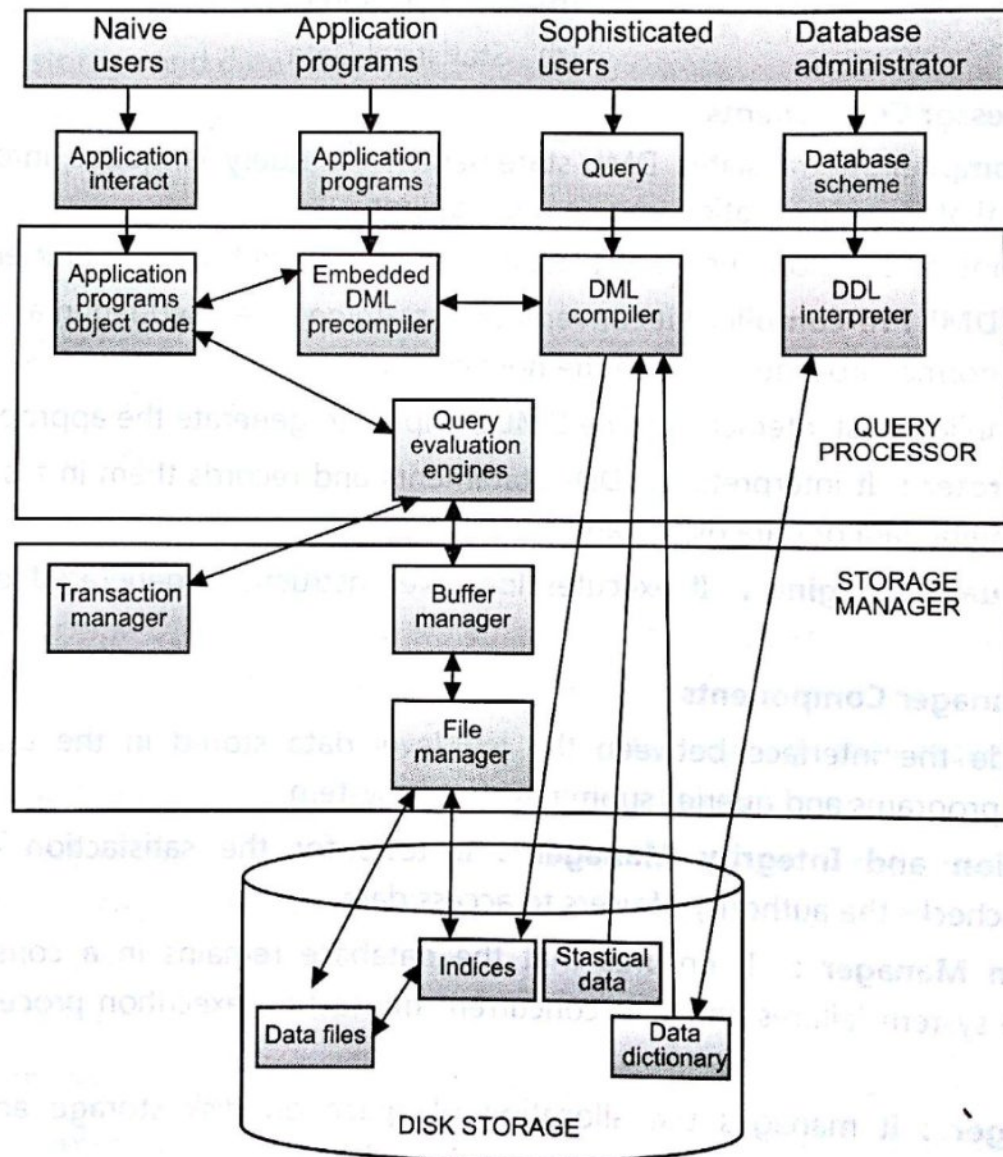 Naive
users
Application
programs
Sophisticated
users
Database
administrator
Application
interact
Application
programs
Query
Database
scheme
Application
programs
object code
Embedded
DML
precompiler
DML
compiler
DDL
interpreter
Query
evaluation
engines
QUERY
PROCESSOR
Transaction
manager
Buffer
manager
STORAGE
MANAGER
File
manager
Indices
Stastical
data
Data files
Data
dictionary
DISK STORAGE